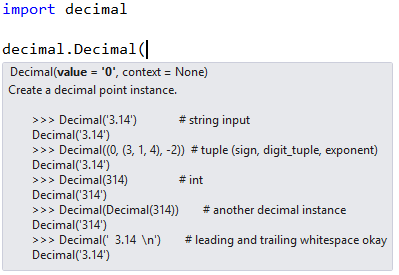 import decimal
decimal.Decimal(
Decimal(value = '0', context = None)
Create a decimal point instance.
>>> Decimal('3.14') # string input
Decimal('3.14')
>>> Decimal((0, (3, 1, 4), -2)) # tuple (sign, digit_tuple, exponent)
Decimal('3.14')
>>> Decimal(314) # int
Decimal('314')
>>> Decimal(Decimal(314)) # another decimal instance
Decimal('314')
>>> Decimal('  3.14  \n') # leading and trailing whitespace okay
Decimal('3.14')